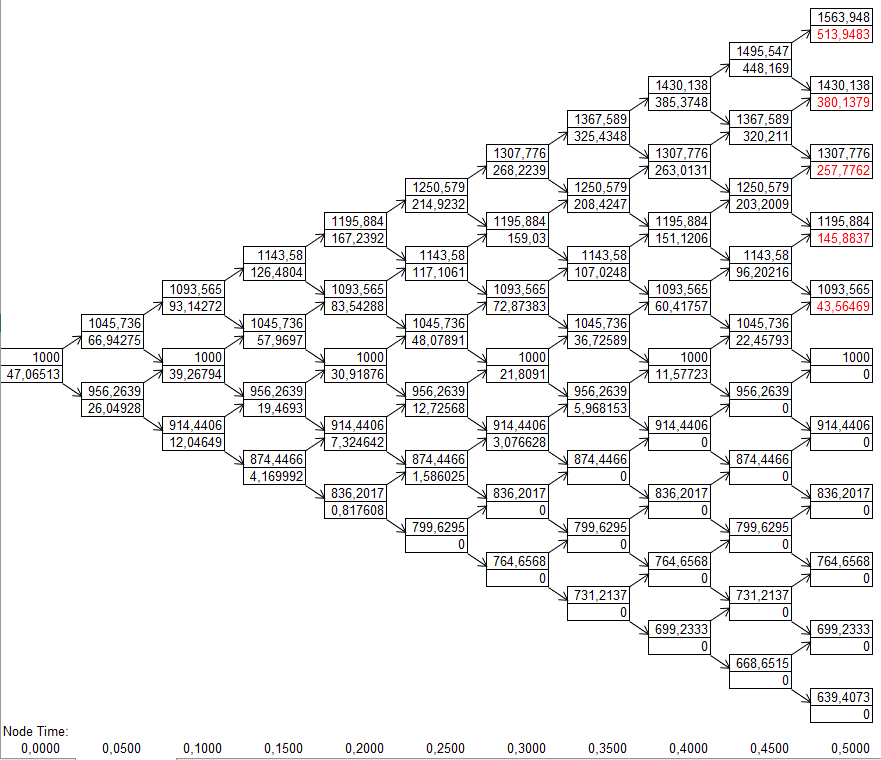 1563,948
513,9483
1495,547
448,169
1430,138 1430,138
385,3748 380,1379
1367,589 1367,589
325,4348 320,211
1307,776 1307,776 1307,776
268,2239 263,0131 257,7762
1250,579 1250,579 1250,579
214,9232 208,4247 203,2009
1195,884 1195,884 1195,884 1195,884
167,2392 159,03 151,1206 145,8837
1143,58 1143,58 1143,58 1143,58
126,4804 117,1061 107,0248 96,20216
1093,565 1093,565 1093,565 1093,565 1093,565
93,14272 83,54288 72,87383 60,41757 43,56469
1045,736 1045,736 1045,736 1045,736 1045,736
66,94275 57,9697 48,07891 36,72589 22,45793
1000 1000 1000 1000 1000 1000
47,06513 39,26794 30,91876 21,8091 11,57723 0
956,2639 956,2639 956,2639 956,2639 956,2639
26,04928 19,4693 12,72568 5,968153 0
914,4406 914,4406 914,4406 914,4406 914,4406
12,04649 7,324642 3,076628 0 0
874,4466 874,4466 874,4466 874,4466
4,169992 1,586025 0 0
836,2017 836,2017 836,2017 836,2017
0,817608 0 0 0
799,6295 799,6295 799,6295
0 0 0
764,6568 764,6568 764,6568
0 0 0
731,2137 731,2137
0 0
699,2333 699,2333
0 0
668,6515
0
639,4073
0
Node Time:
0,0000 0,0500 0,1000 0,1500 0,2000 0,2500 0,3000 0,3500 0,4000 0,4500 0,5000